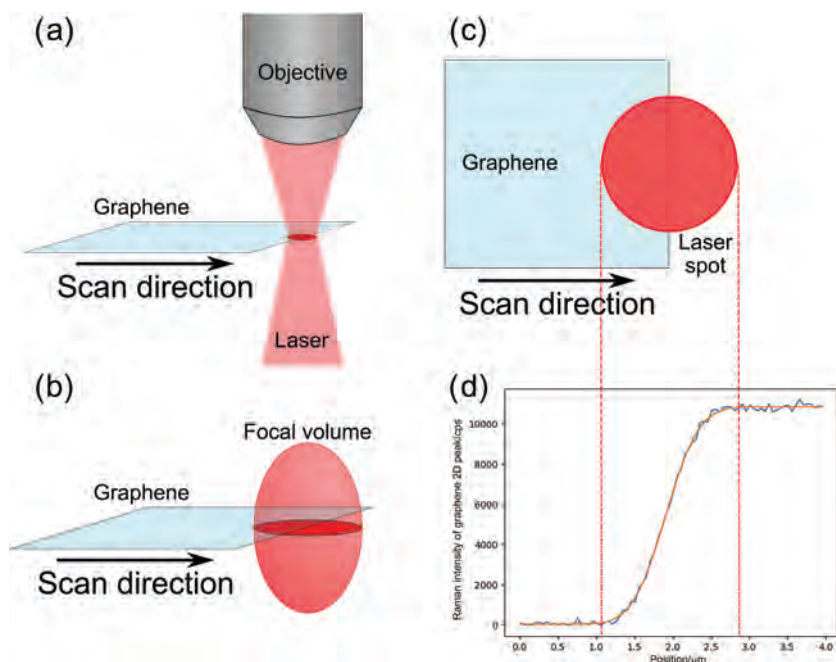 (a)
Objective
Graphene
Scan direction
Laser
(b)
Focal volume
Graphene
Scan direction
(c)
Graphene
Laser
spot
Scan direction
(d)
Raman intensity of graphene 2D peak/cps
10000
8000
6000
4000
2000
0
0.0 0.5 1.0 1.5 2.0 2.5 3.0 3.5 4.0
Position/μm